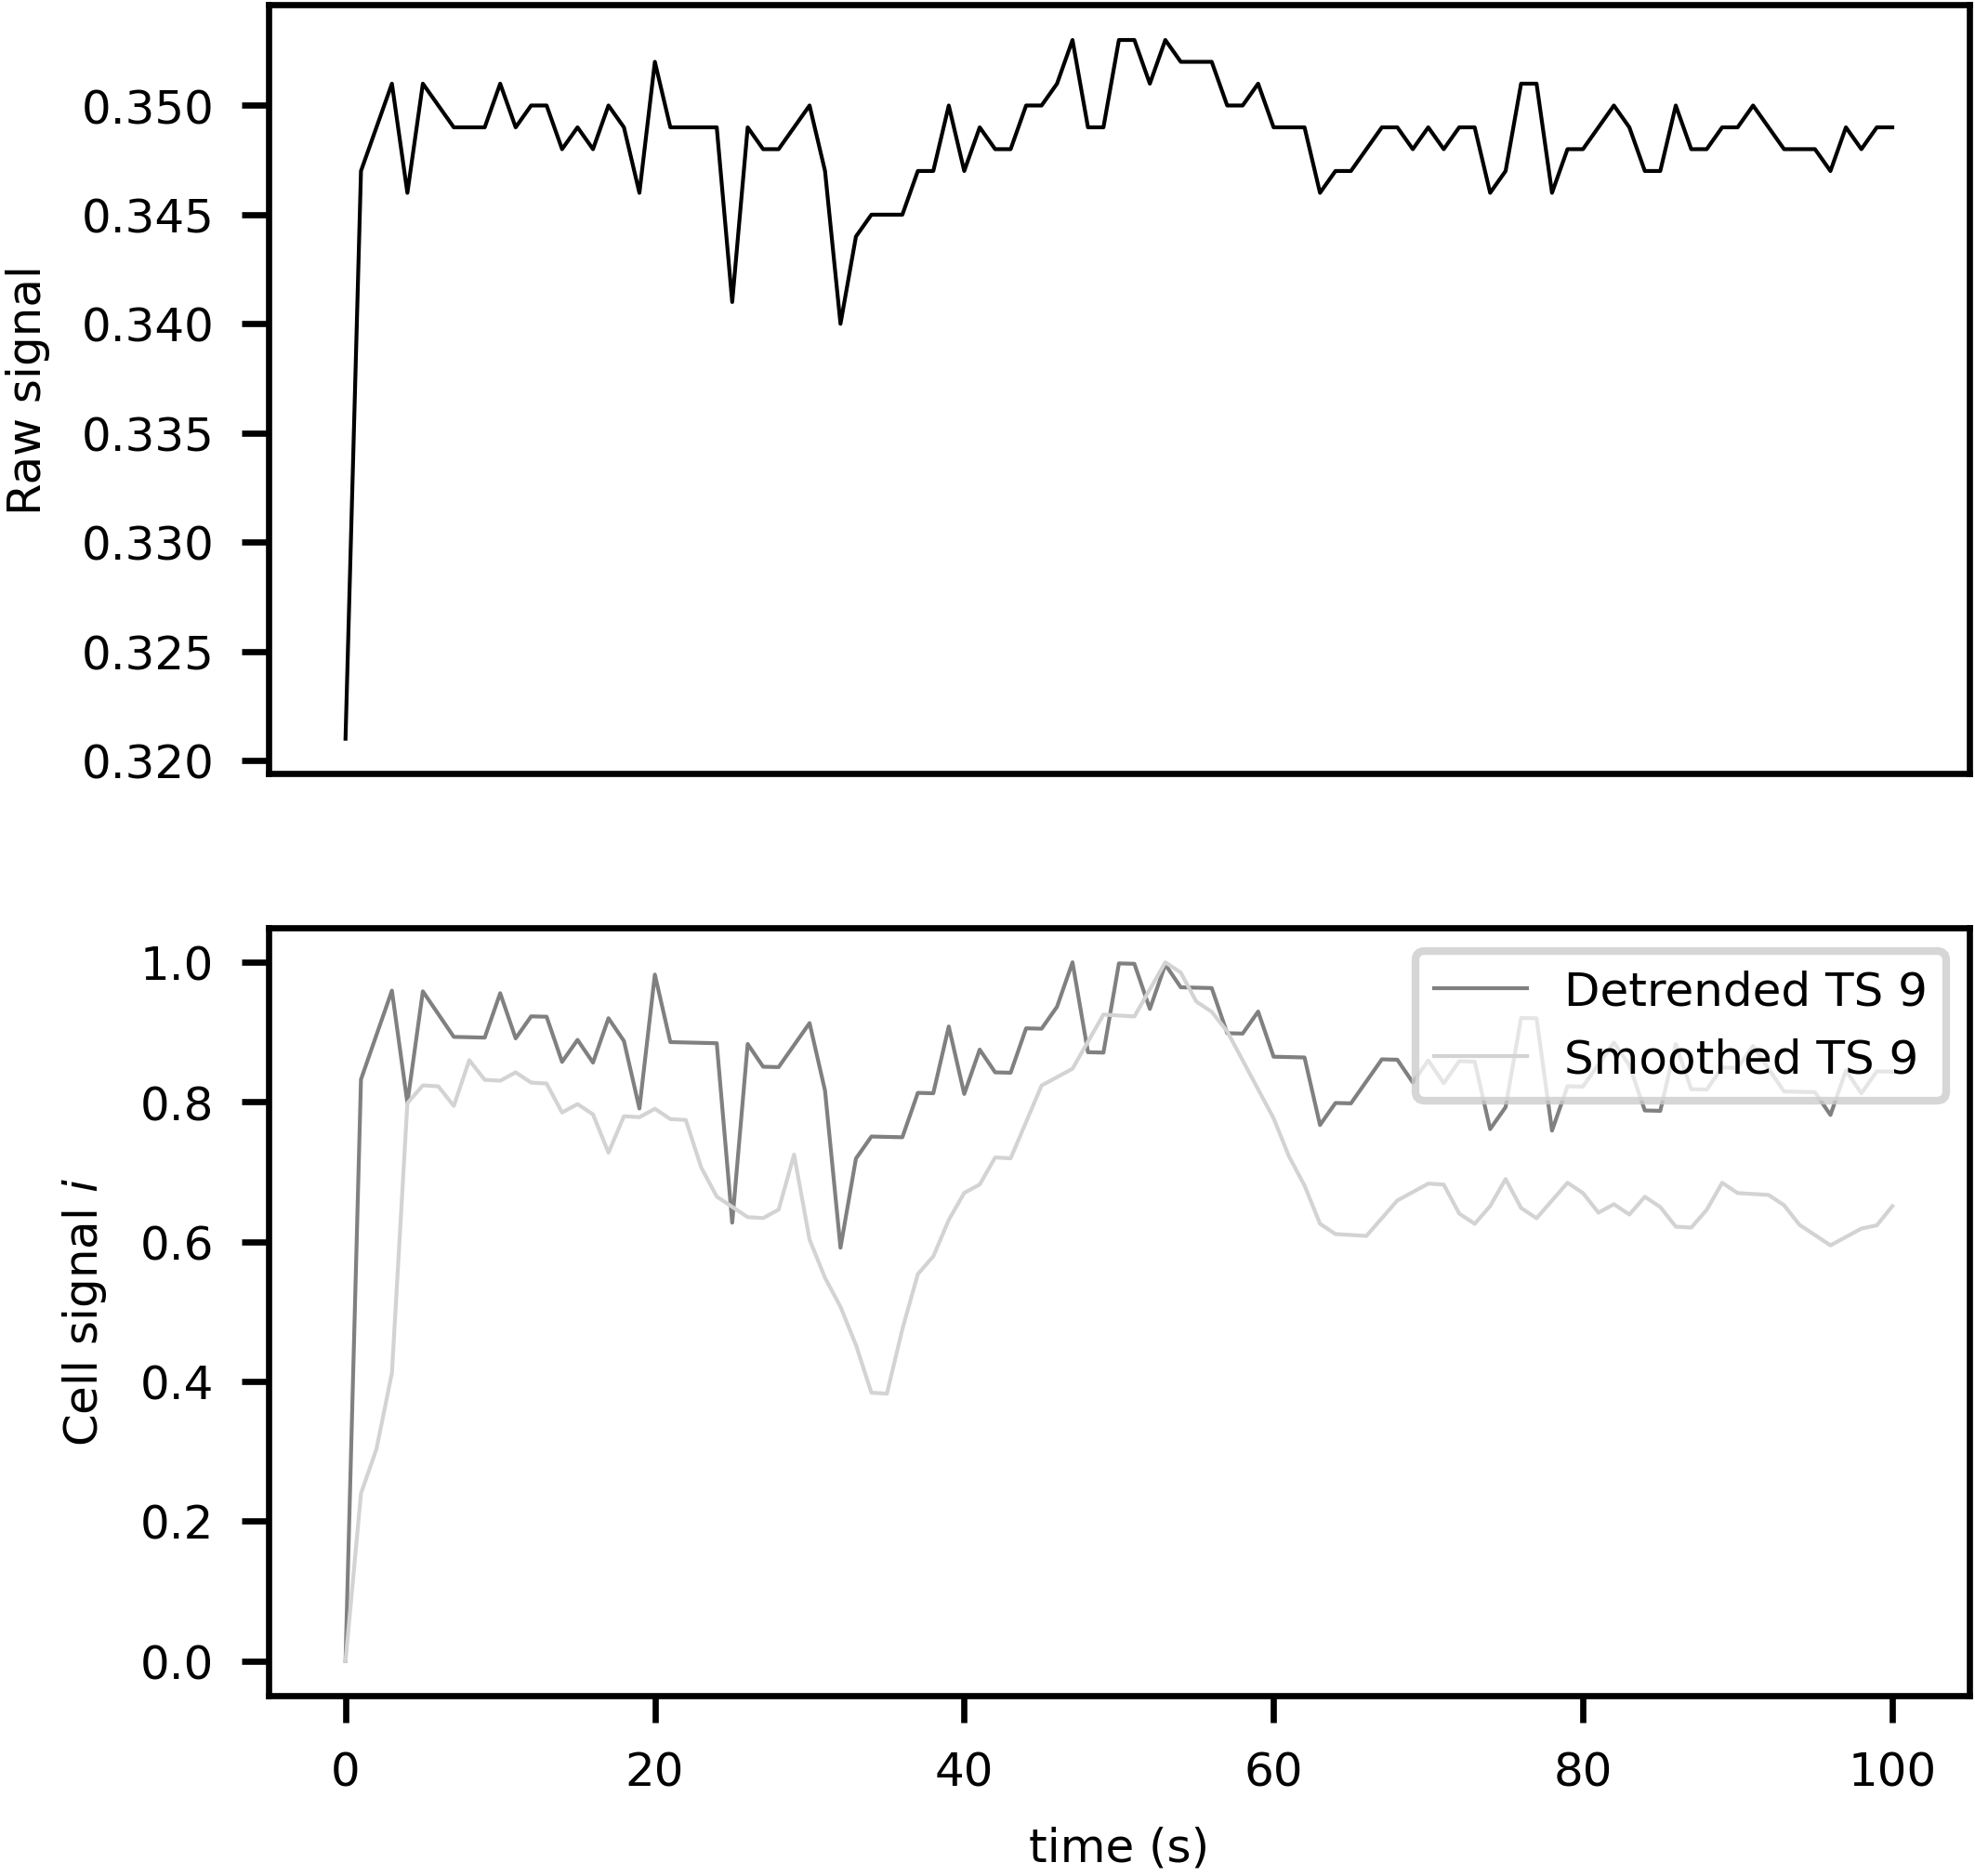 Raw signal
0.350
0.345
0.340
0.335
0.330
0.325
0.320
Cell signal i
1.0
0.8
0.6
0.4
0.2
0.0
Detrended TS 9
Smoothed TS 9
0 20 40 60 80 100
time (s)